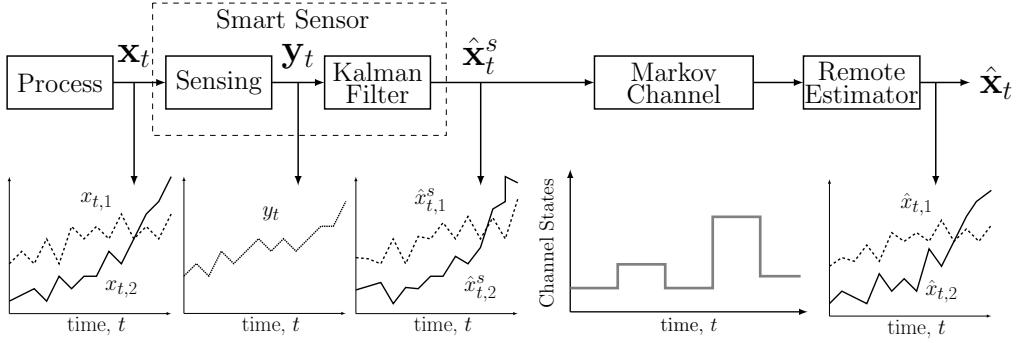 Smart Sensor
Process
𝐱_t
Sensing
𝐲_t
Kalman
Filter
𝐱̂_t^s
Markov
Channel
Remote
Estimator
𝐱̂_t
x_{t,1}
x_{t,2}
time, t
y_t
time, t
x̂_{t,1}^s
x̂_{t,2}^s
time, t
Channel States
time, t
x̂_{t,1}
x̂_{t,2}
time, t